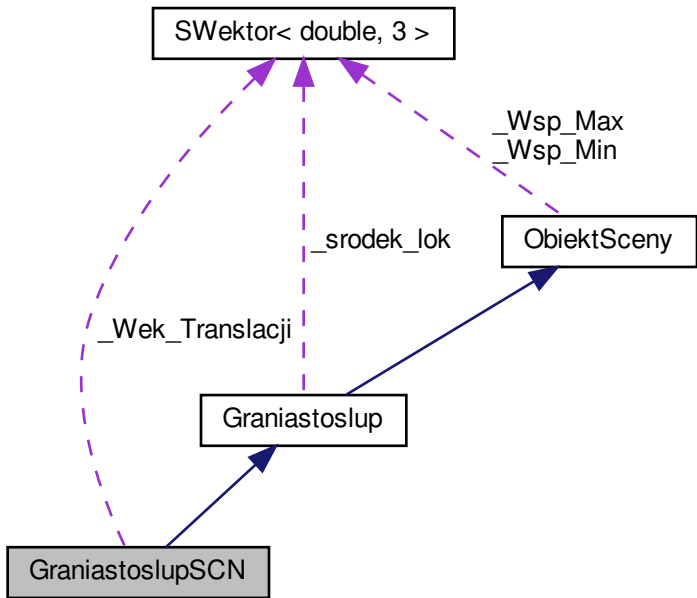 SWektor< double, 3 >
_Wsp_Max
_Wsp_Min
_srodek_lok
ObiektSceny
_Wek_Translacji
Graniastoslup
GraniastoslupSCN